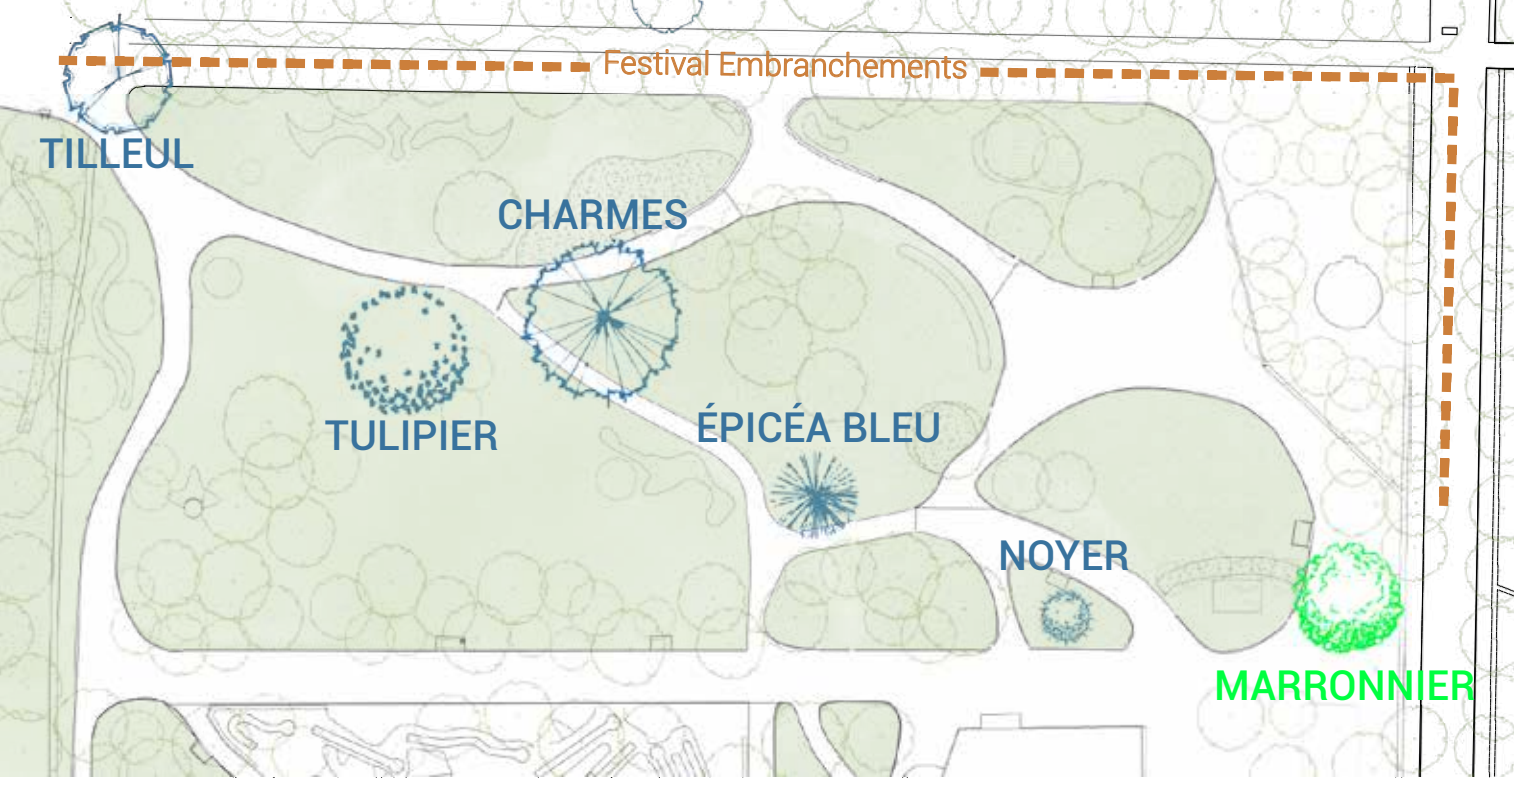 Festival Embranchements
TILLEUL
CHARMES
TULIPIER
ÉPICÉA BLEU
NOYER
MARRONNIER